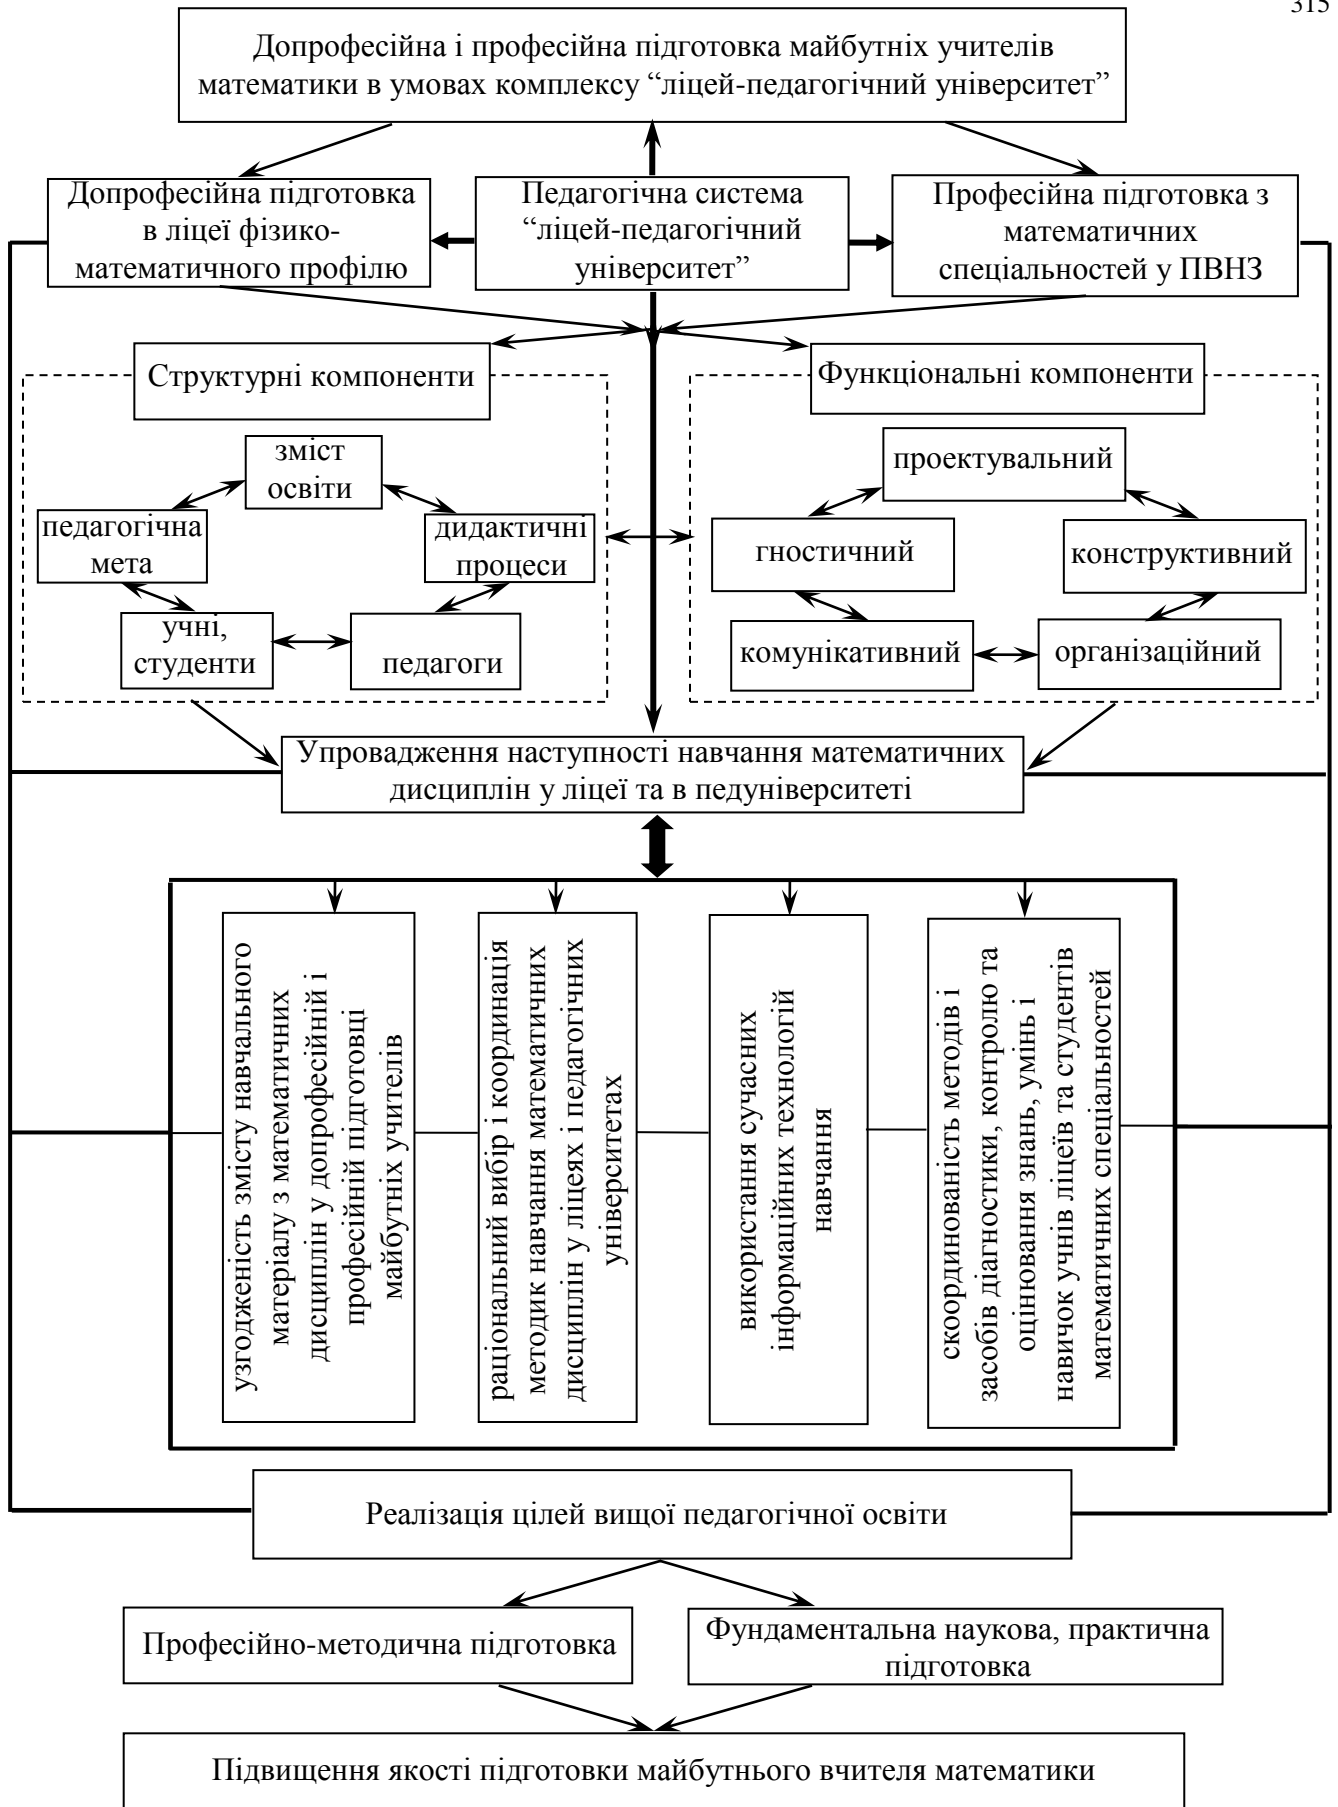 315
Допрофесійна і професійна підготовка майбутніх учителів
математики в умовах комплексу “ліцей-педагогічний університет”
Допрофесійна підготовка
в ліцеї фізико-
математичного профілю
Педагогічна система
“ліцей-педагогічний
університет”
Професійна підготовка з
математичних
спеціальностей у ПВНЗ
Структурні компоненти
Функціональні компоненти
зміст
освіти
педагогічна
мета
дидактичні
процеси
учні,
студенти
педагоги
проектувальний
гностичний
конструктивний
комунікативний
організаційний
Упровадження наступності навчання математичних
дисциплін у ліцеї та в педуніверситеті
узгодженість змісту навчального
матеріалу з математичних
дисциплін у допрофесійній і
професійній підготовці
майбутніх учителів
раціональний вибір і координація
методик навчання математичних
дисциплін у ліцеях і педагогічних
університетах
використання сучасних
інформаційних технологій
навчання
скоординованість методів і
засобів діагностики, контролю та
оцінювання знань, умінь і
навичок учнів ліцеїв та студентів
математичних спеціальностей
Реалізація цілей вищої педагогічної освіти
Професійно-методична підготовка
Фундаментальна наукова, практична
підготовка
Підвищення якості підготовки майбутнього вчителя математики